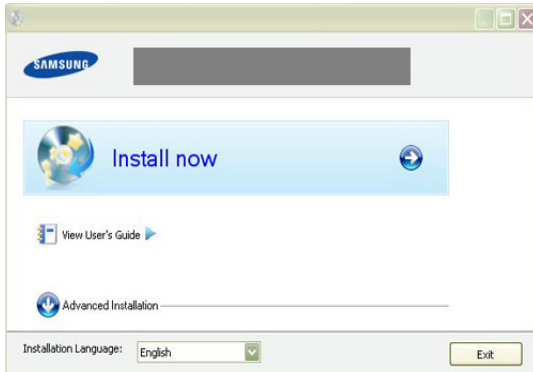 SAMSUNG
Install now
View User's Guide
Advanced Installation
Installation Language: English
Exit